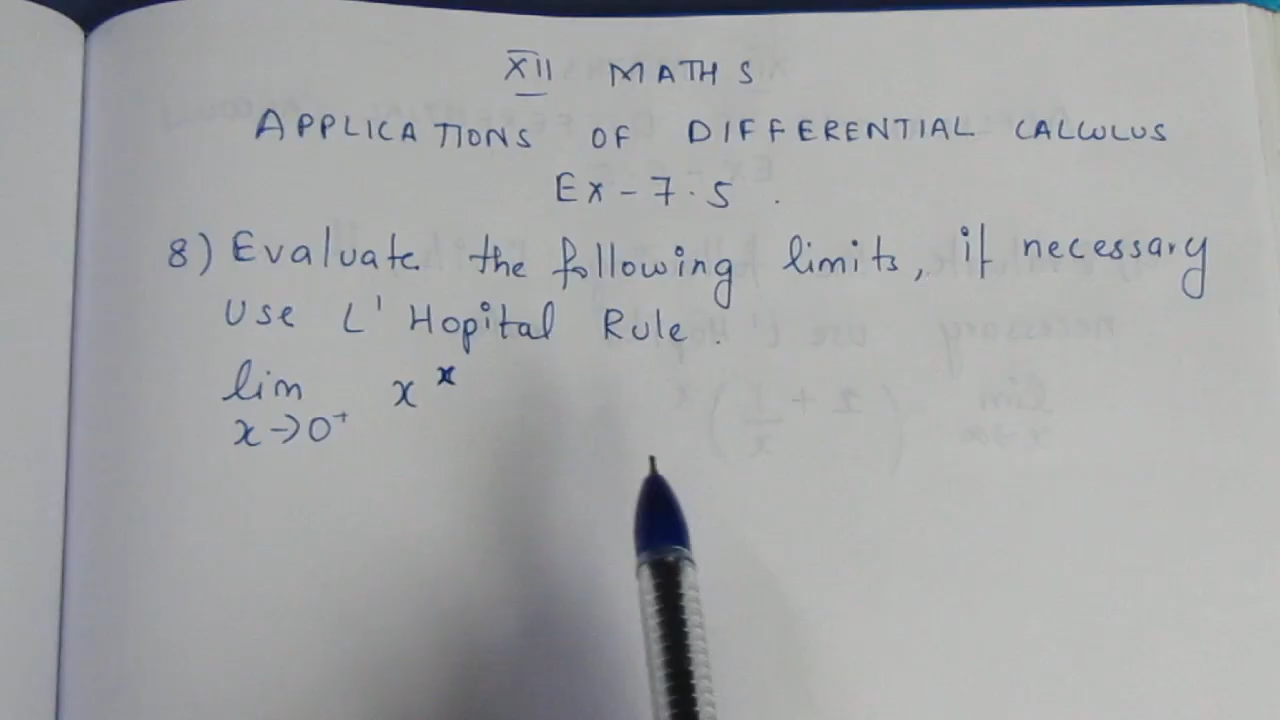 XII MATHS
APPLICATIONS OF DIFFERENTIAL CALCULUS
Ex-7.5.
8) Evaluate the following limits, if necessary
Use L' Hopital Rule.
lim x^x
x→0⁺